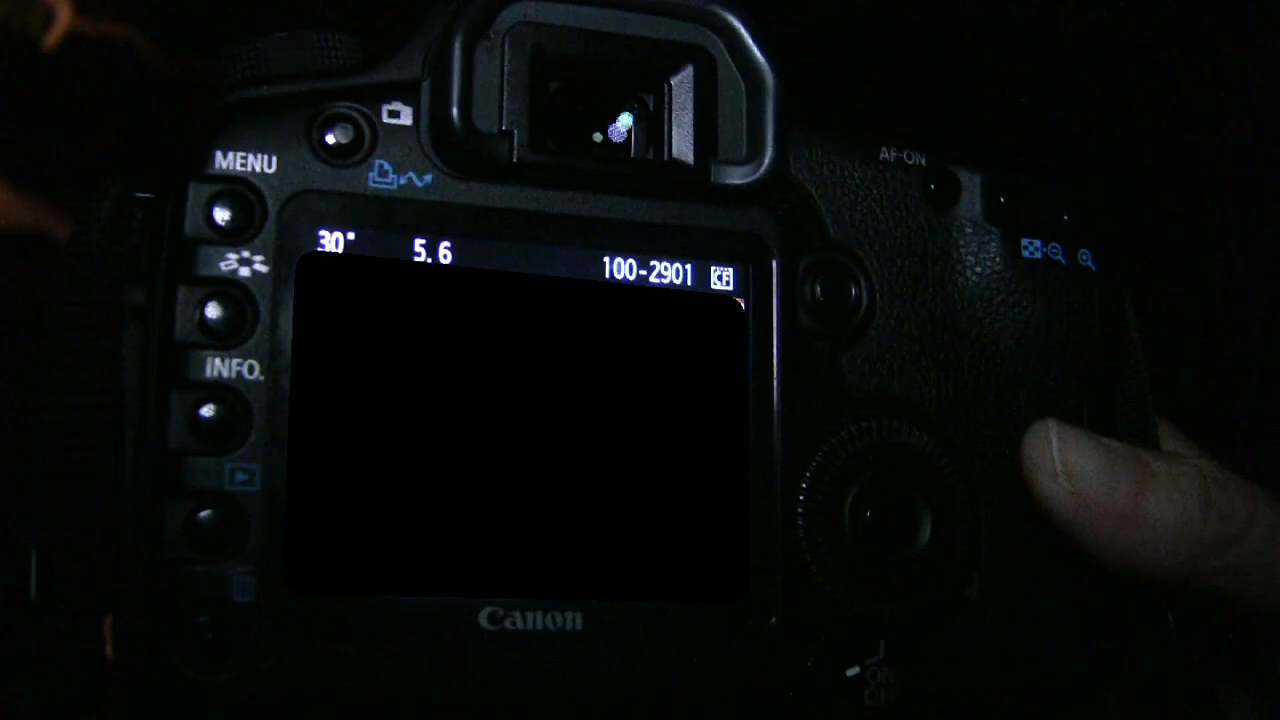 AF-ON
MENU
30" 5.6 100-2901 CF
INFO.
Canon
ON
OFF